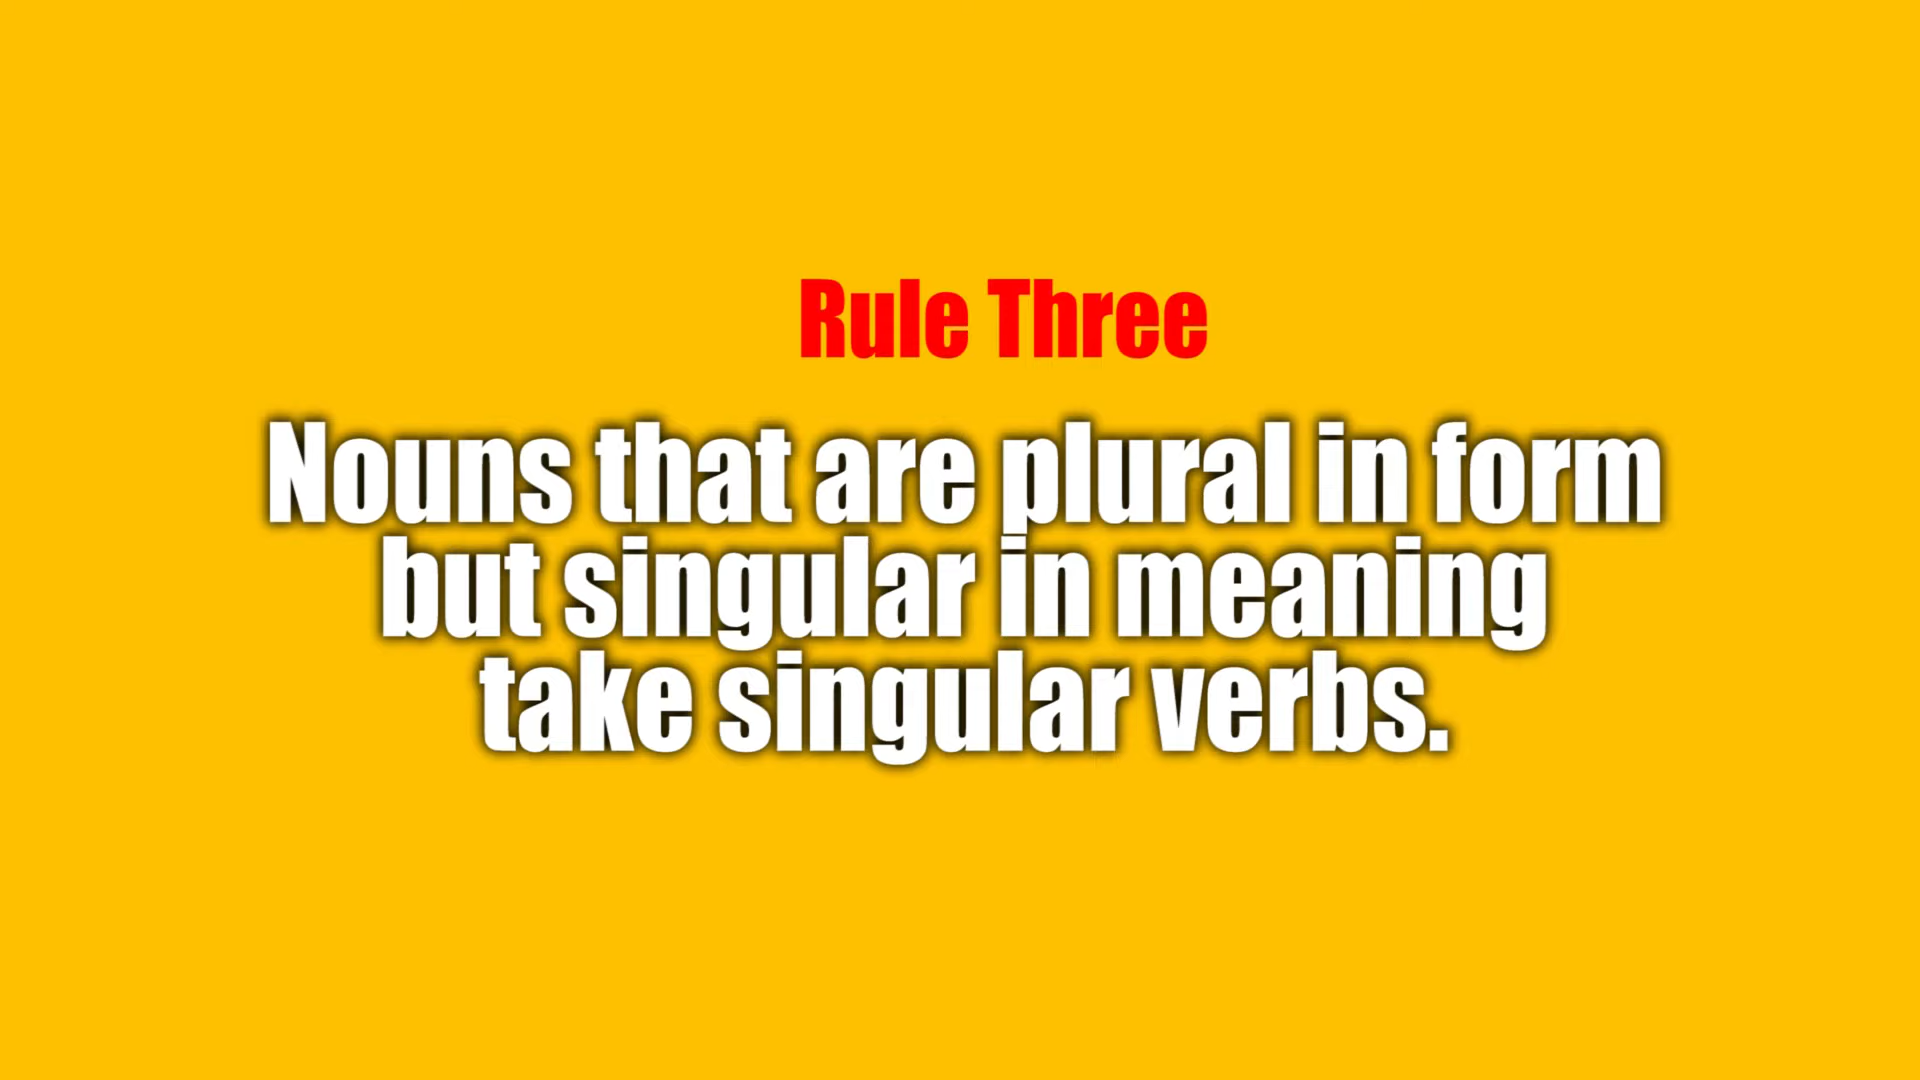 Rule Three
Nouns that are plural in form
but singular in meaning
take singular verbs.